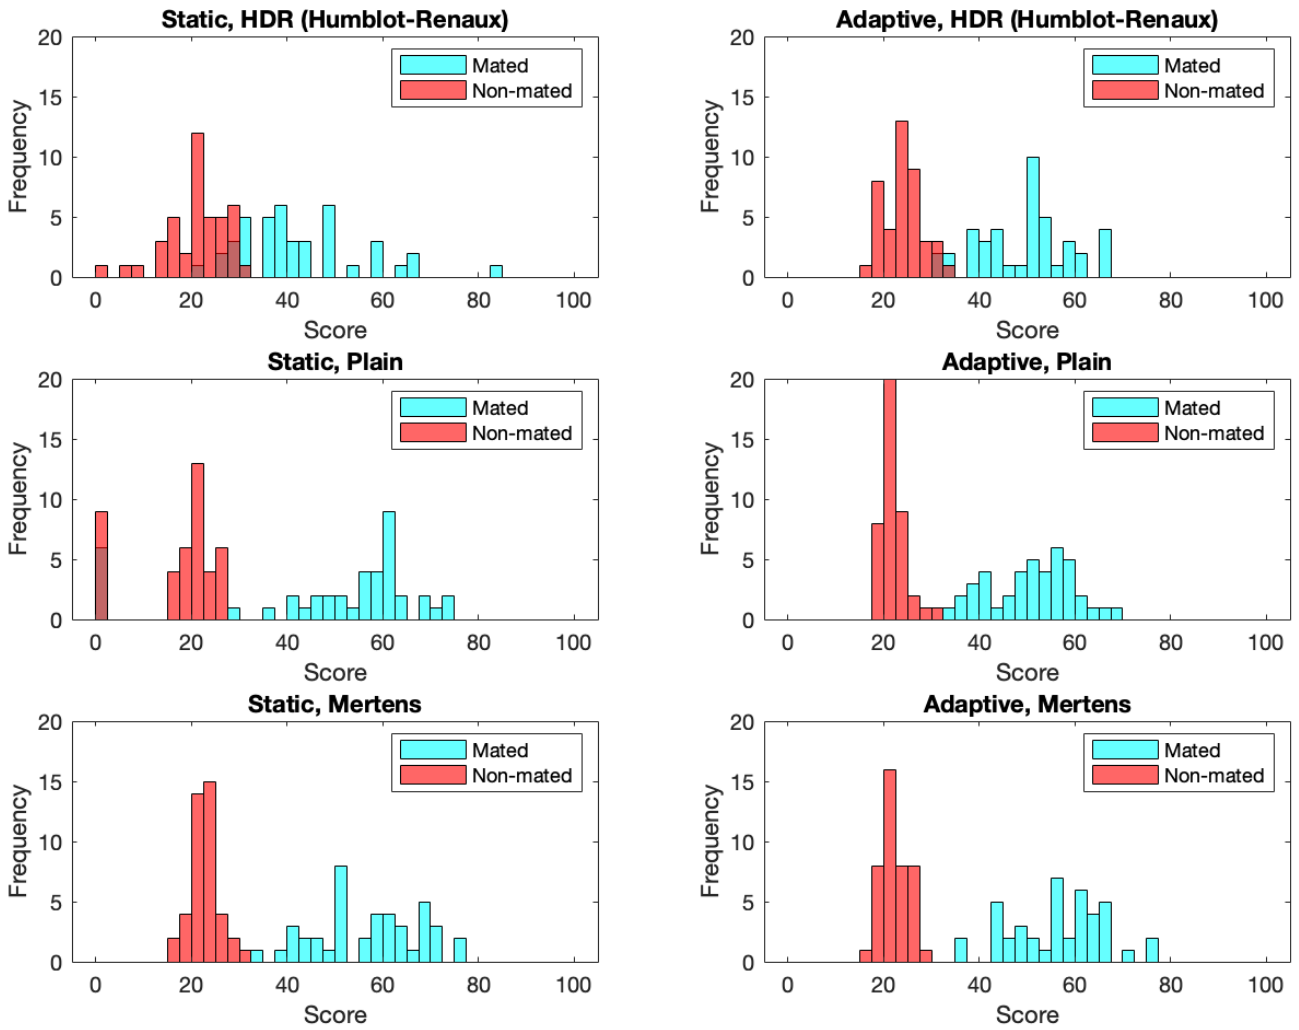 Static, HDR (Humblot-Renaux)
20
15
10
5
0
Frequency
Mated
Non-mated
0 20 40 60 80 100
Score
Adaptive, HDR (Humblot-Renaux)
20
15
10
5
0
Frequency
Mated
Non-mated
0 20 40 60 80 100
Score
Static, Plain
20
15
10
5
0
Frequency
Mated
Non-mated
0 20 40 60 80 100
Score
Adaptive, Plain
20
15
10
5
0
Frequency
Mated
Non-mated
0 20 40 60 80 100
Score
Static, Mertens
20
15
10
5
0
Frequency
Mated
Non-mated
0 20 40 60 80 100
Score
Adaptive, Mertens
20
15
10
5
0
Frequency
Mated
Non-mated
0 20 40 60 80 100
Score